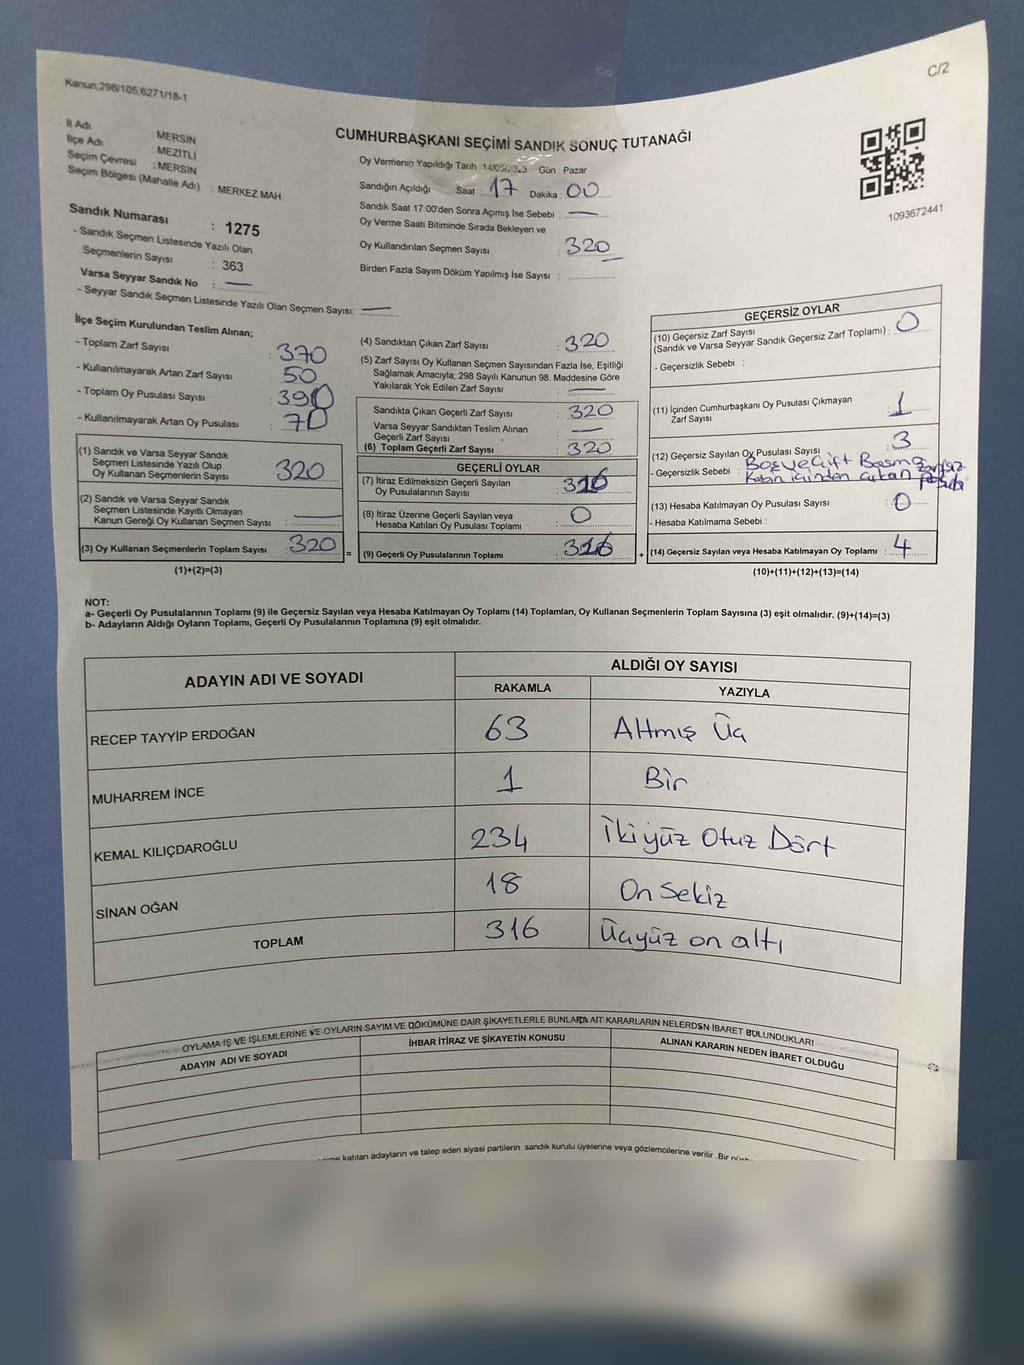 C/2
Kanun,298/105,6271/18-1
CUMHURBAŞKANI SEÇİMİ SANDIK SONUÇ TUTANAĞI
İl Adı MERSİN
İlçe Adı MEZİTLİ
Seçim Çevresi : MERSİN
Seçim Bölgesi (Mahalle Adı) : MERKEZ MAH
Oy Vermenin Yapıldığı Tarih 14/05/2023 Gün : Pazar
Sandığın Açıldığı Saat 17 Dakika 00
Sandık Saat 17:00'den Sonra Açımış İse Sebebi : —
Oy Verme Saati Bitiminde Sırada Bekleyen ve
Oy Kullandırılan Seçmen Sayısı : 320
Birden Fazla Sayım Döküm Yapılmış İse Sayısı :
1093672441
Sandık Numarası : 1275
- Sandık Seçmen Listesinde Yazılı Olan
Seçmenlerin Sayısı : 363
Varsa Seyyar Sandık No : —
- Seyyar Sandık Seçmen Listesinde Yazılı Olan Seçmen Sayısı: —
İlçe Seçim Kurulundan Teslim Alınan;
- Toplam Zarf Sayısı : 370
- Kullanılmayarak Artan Zarf Sayısı : 50
- Toplam Oy Pusulası Sayısı : 390
- Kullanılmayarak Artan Oy Pusulası : 70
(1) Sandık ve Varsa Seyyar Sandık
Seçmen Listesinde Yazılı Olup
Oy Kullanan Seçmenlerin Sayısı : 320
(2) Sandık ve Varsa Seyyar Sandık
Seçmen Listesinde Kayıtlı Olmayan
Kanun Gereği Oy Kullanan Seçmen Sayısı : —
(3) Oy Kullanan Seçmenlerin Toplam Sayısı : 320
(1)+(2)=(3)
(4) Sandıktan Çıkan Zarf Sayısı : 320
(5) Zarf Sayısı Oy Kullanan Seçmen Sayısından Fazla İse, Eşitliği
Sağlamak Amacıyla; 298 Sayılı Kanunun 98. Maddesine Göre
Yakılarak Yok Edilen Zarf Sayısı : —
Sandıkta Çıkan Geçerli Zarf Sayısı : 320
Varsa Seyyar Sandıktan Teslim Alınan
Geçerli Zarf Sayısı : —
(6) Toplam Geçerli Zarf Sayısı : 320
GEÇERLİ OYLAR
(7) İtiraz Edilmeksizin Geçerli Sayılan
Oy Pusulasının Sayısı : 316
(8) İtiraz Üzerine Geçerli Sayılan veya
Hesaba Katılan Oy Pusulası Toplamı : 0
= (9) Geçerli Oy Pusulalarının Toplamı : 316
GEÇERSİZ OYLAR
(10) Geçersiz Zarf Sayısı
(Sandık ve Varsa Seyyar Sandık Geçersiz Zarf Toplamı) : 0
- Geçersizlik Sebebi :
(11) İçinden Cumhurbaşkanı Oy Pusulası Çıkmayan
Zarf Sayısı : 1
(12) Geçersiz Sayılan Oy Pusulası Sayısı : 3
- Geçersizlik Sebebi : Boş ve Çift Basma
içinden çıkan pusula
(13) Hesaba Katılmayan Oy Pusulası Sayısı : 0
- Hesaba Katılmama Sebebi :
+ (14) Geçersiz Sayılan veya Hesaba Katılmayan Oy Toplamı : 4
(10)+(11)+(12)+(13)=(14)
NOT:
a- Geçerli Oy Pusulalarının Toplamı (9) ile Geçersiz Sayılan veya Hesaba Katılmayan Oy Toplamı (14) Toplamları, Oy Kullanan Seçmenlerin Toplam Sayısına (3) eşit olmalıdır. (9)+(14)=(3)
b- Adayların Aldığı Oyların Toplamı, Geçerli Oy Pusulalarının Toplamına (9) eşit olmalıdır.
ADAYIN ADI VE SOYADI ALDIĞI OY SAYISI
RAKAMLA YAZIYLA
RECEP TAYYİP ERDOĞAN 63 Altmış Üç
MUHARREM İNCE 1 Bir
KEMAL KILIÇDAROĞLU 234 İkiyüz Otuz Dört
SİNAN OĞAN 18 On Sekiz
TOPLAM 316 Üçyüz on altı
OYLAMA İŞ VE İŞLEMLERİNE VE OYLARIN SAYIM VE DÖKÜMÜNE DAİR ŞİKAYETLERLE BUNLARA AİT KARARLARIN NELERDEN İBARET BULUNDUKLARI
ADAYIN ADI VE SOYADI İHBAR İTİRAZ VE ŞİKAYETİN KONUSU ALINAN KARARIN NEDEN İBARET OLDUĞU
katılan adayların ve talep eden siyasi partilerin sandık kurulu üyelerine veya gözlemcilerine verilir .Bir